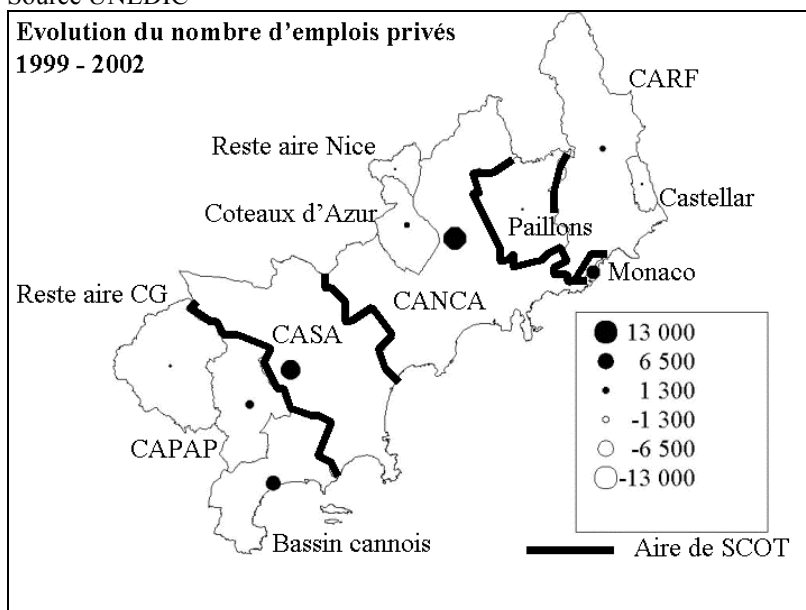 Source UNEDIC
Evolution du nombre d’emplois privés
1999 - 2002
CARF
Reste aire Nice
Castellar
Coteaux d’Azur
Paillons
Monaco
Reste aire CG
CANCA
CASA
13 000
6 500
1 300
-1 300
-6 500
-13 000
CAPAP
Bassin cannois
Aire de SCOT